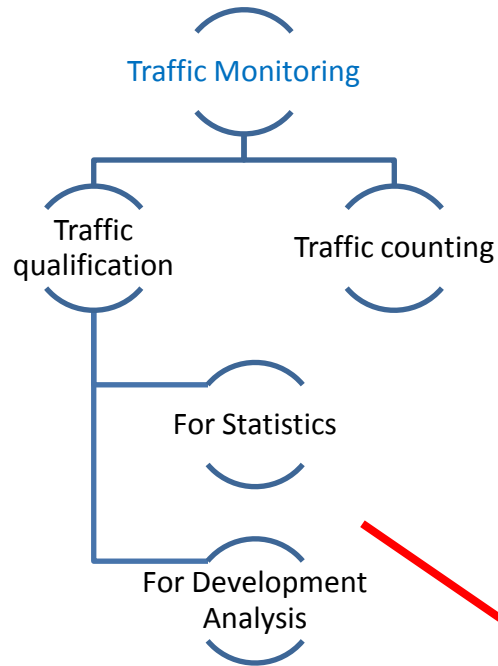 Traffic Monitoring
Traffic
qualification
Traffic counting
For Statistics
For Development
Analysis